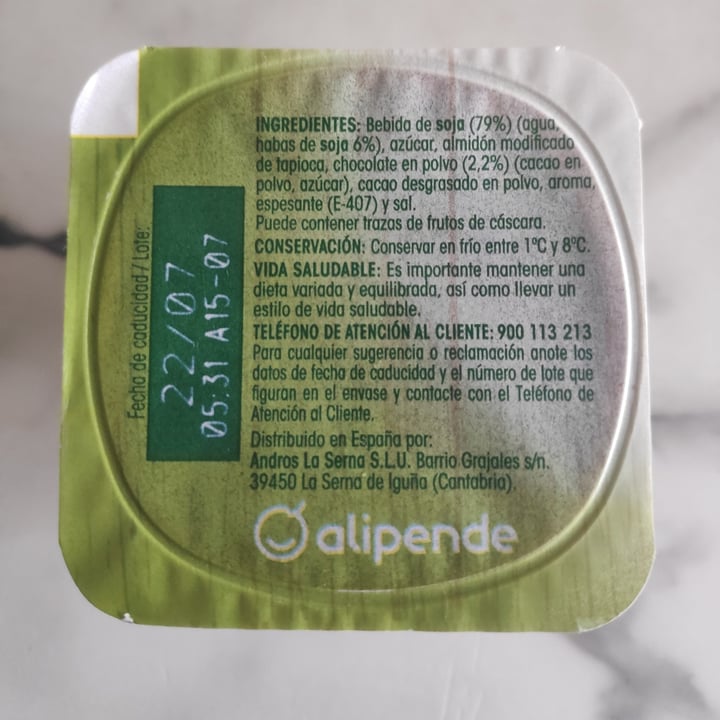 INGREDIENTES: Bebida de soja (79%) (agua,
habas de soja 6%), azúcar, almidón modificado
de tapioca, chocolate en polvo (2,2%) (cacao en
polvo, azúcar), cacao desgrasado en polvo, aroma,
espesante (E-407) y sal.
Puede contener trazas de frutos de cáscara.
CONSERVACIÓN: Conservar en frío entre 1ºC y 8ºC.
VIDA SALUDABLE: Es importante mantener una
dieta variada y equilibrada, así como llevar un
estilo de vida saludable.
TELÉFONO DE ATENCIÓN AL CLIENTE: 900 113 213
Para cualquier sugerencia o reclamación anote los
datos de fecha de caducidad y el número de lote que
figuran en el envase y contacte con el Teléfono de
Atención al Cliente.
Distribuido en España por:
Andros La Serna S.L.U. Barrio Grajales s/n.
39450 La Serna de Iguña (Cantabria).
alipende
Fecha de caducidad / Lote:
22/07
05:31 A15-07